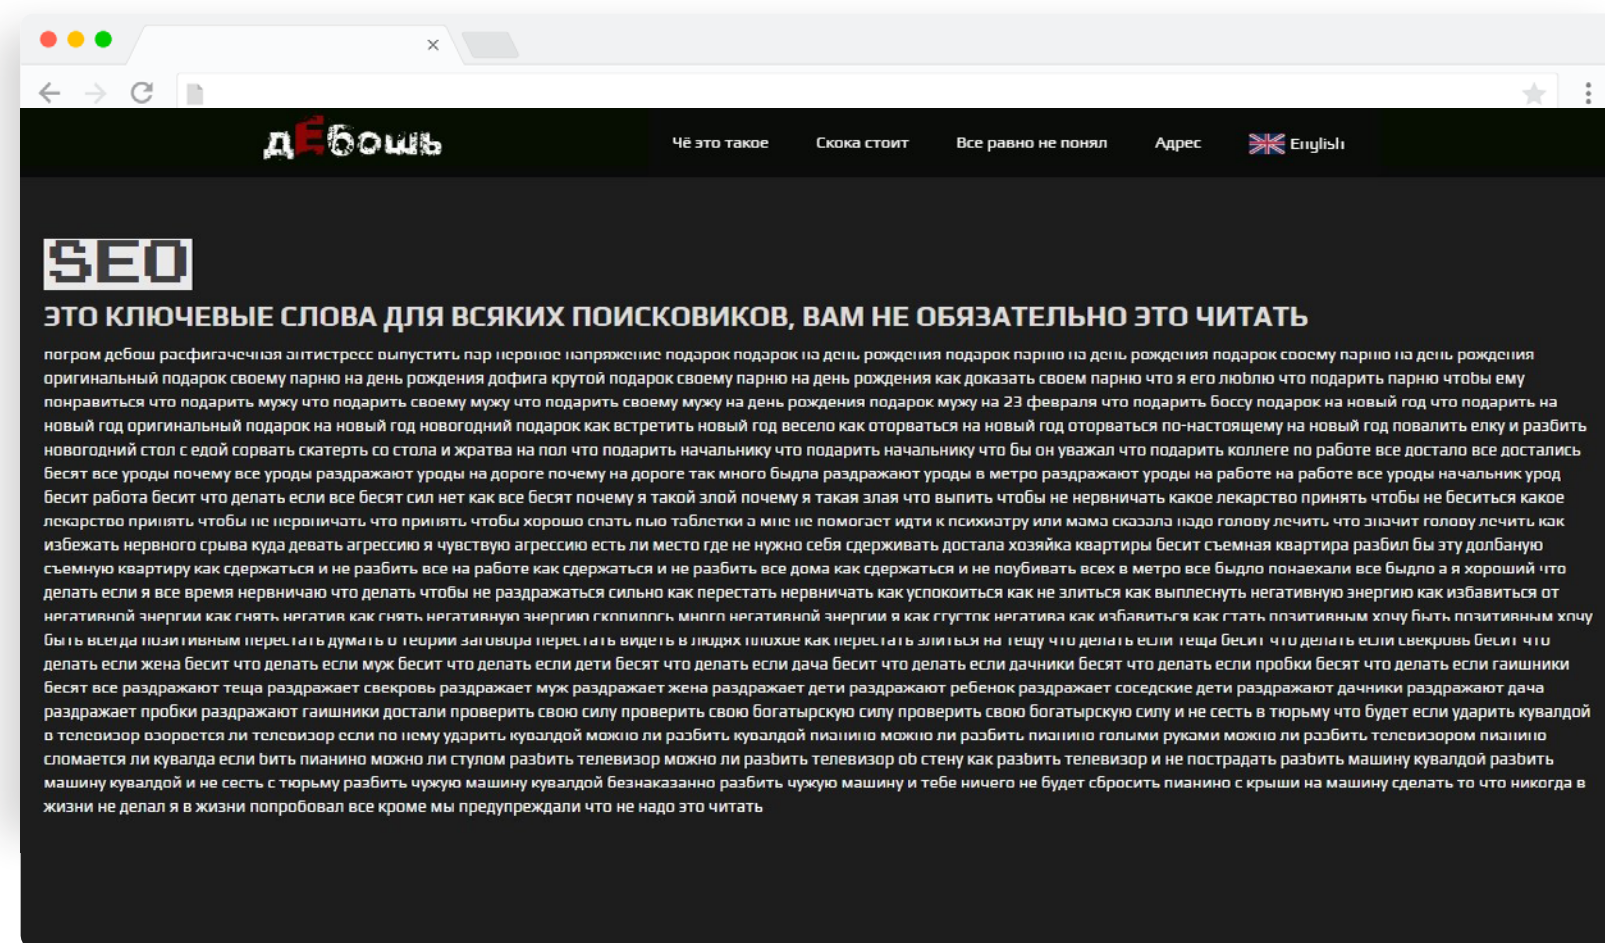 дЕбошь
Чё это такое Скока стоит Все равно не понял Адрес English
SEO
ЭТО КЛЮЧЕВЫЕ СЛОВА ДЛЯ ВСЯКИХ ПОИСКОВИКОВ, ВАМ НЕ ОБЯЗАТЕЛЬНО ЭТО ЧИТАТЬ
погром дебош расфигачечная антистресс выпустить пар нервное напряжение подарок подарок на день рождения подарок парню на день рождения подарок своему парню на день рождения
оригинальный подарок своему парню на день рождения дофига крутой подарок своему парню на день рождения как доказать своем парню что я его люблю что подарить парню чтобы ему
понравиться что подарить мужу что подарить своему мужу что подарить своему мужу на день рождения подарок мужу на 23 февраля что подарить боссу подарок на новый год что подарить на
новый год оригинальный подарок на новый год новогодний подарок как встретить новый год весело как оторваться на новый год оторваться по-настоящему на новый год повалить елку и разбить
новогодний стол с едой сорвать скатерть со стола и жратва на пол что подарить начальнику что подарить начальнику что бы он уважал что подарить коллеге по работе все достало все достались
бесят все уроды почему все уроды раздражают уроды на дороге почему на дороге так много быдла раздражают уроды в метро раздражают уроды на работе на работе все уроды начальник урод
бесит работа бесит что делать если все бесят сил нет как все бесят почему я такой злой почему я такая злая что выпить чтобы не нервничать какое лекарство принять чтобы не беситься какое
лекарство принять чтобы не нервничать что принять чтобы хорошо спать пью таблетки а мне не помогает идти к психиатру или мама сказала надо голову лечить что значит голову лечить как
избежать нервного срыва куда девать агрессию я чувствую агрессию есть ли место где не нужно себя сдерживать достала хозяйка квартиры бесит съемная квартира разбил бы эту долбаную
съемную квартиру как сдержаться и не разбить все на работе как сдержаться и не разбить все дома как сдержаться и не поубивать всех в метро все быдло понаехали все быдло а я хороший что
делать если я все время нервничаю что делать чтобы не раздражаться сильно как перестать нервничать как успокоиться как не злиться как выплеснуть негативную энергию как избавиться от
негативной энергии как снять негатив как снять негативную энергию скопилось много негативной энергии я как сгусток негатива как избавиться как стать позитивным хочу быть позитивным хочу
быть всегда позитивным перестать думать о теории заговора перестать видеть в людях плохое как перестать злиться на тещу что делать если теща бесит что делать если свекровь бесит что
делать если жена бесит что делать если муж бесит что делать если дети бесят что делать если дача бесит что делать если дачники бесят что делать если пробки бесят что делать если гаишники
бесят все раздражают теща раздражает свекровь раздражает муж раздражает жена раздражает дети раздражают ребенок раздражает соседские дети раздражают дачники раздражают дача
раздражает пробки раздражают гаишники достали проверить свою силу проверить свою богатырскую силу проверить свою богатырскую силу и не сесть в тюрьму что будет если ударить кувалдой
в телевизор взорвется ли телевизор если по нему ударить кувалдой можно ли разбить кувалдой пианино можно ли разбить пианино голыми руками можно ли разбить телевизором пианино
сломается ли кувалда если бить пианино можно ли стулом разбить телевизор можно ли разбить телевизор об стену как разбить телевизор и не пострадать разбить машину кувалдой разбить
машину кувалдой и не сесть с тюрьму разбить чужую машину кувалдой безнаказанно разбить чужую машину и тебе ничего не будет сбросить пианино с крыши на машину сделать то что никогда в
жизни не делал я в жизни попробовал все кроме мы предупреждали что не надо это читать